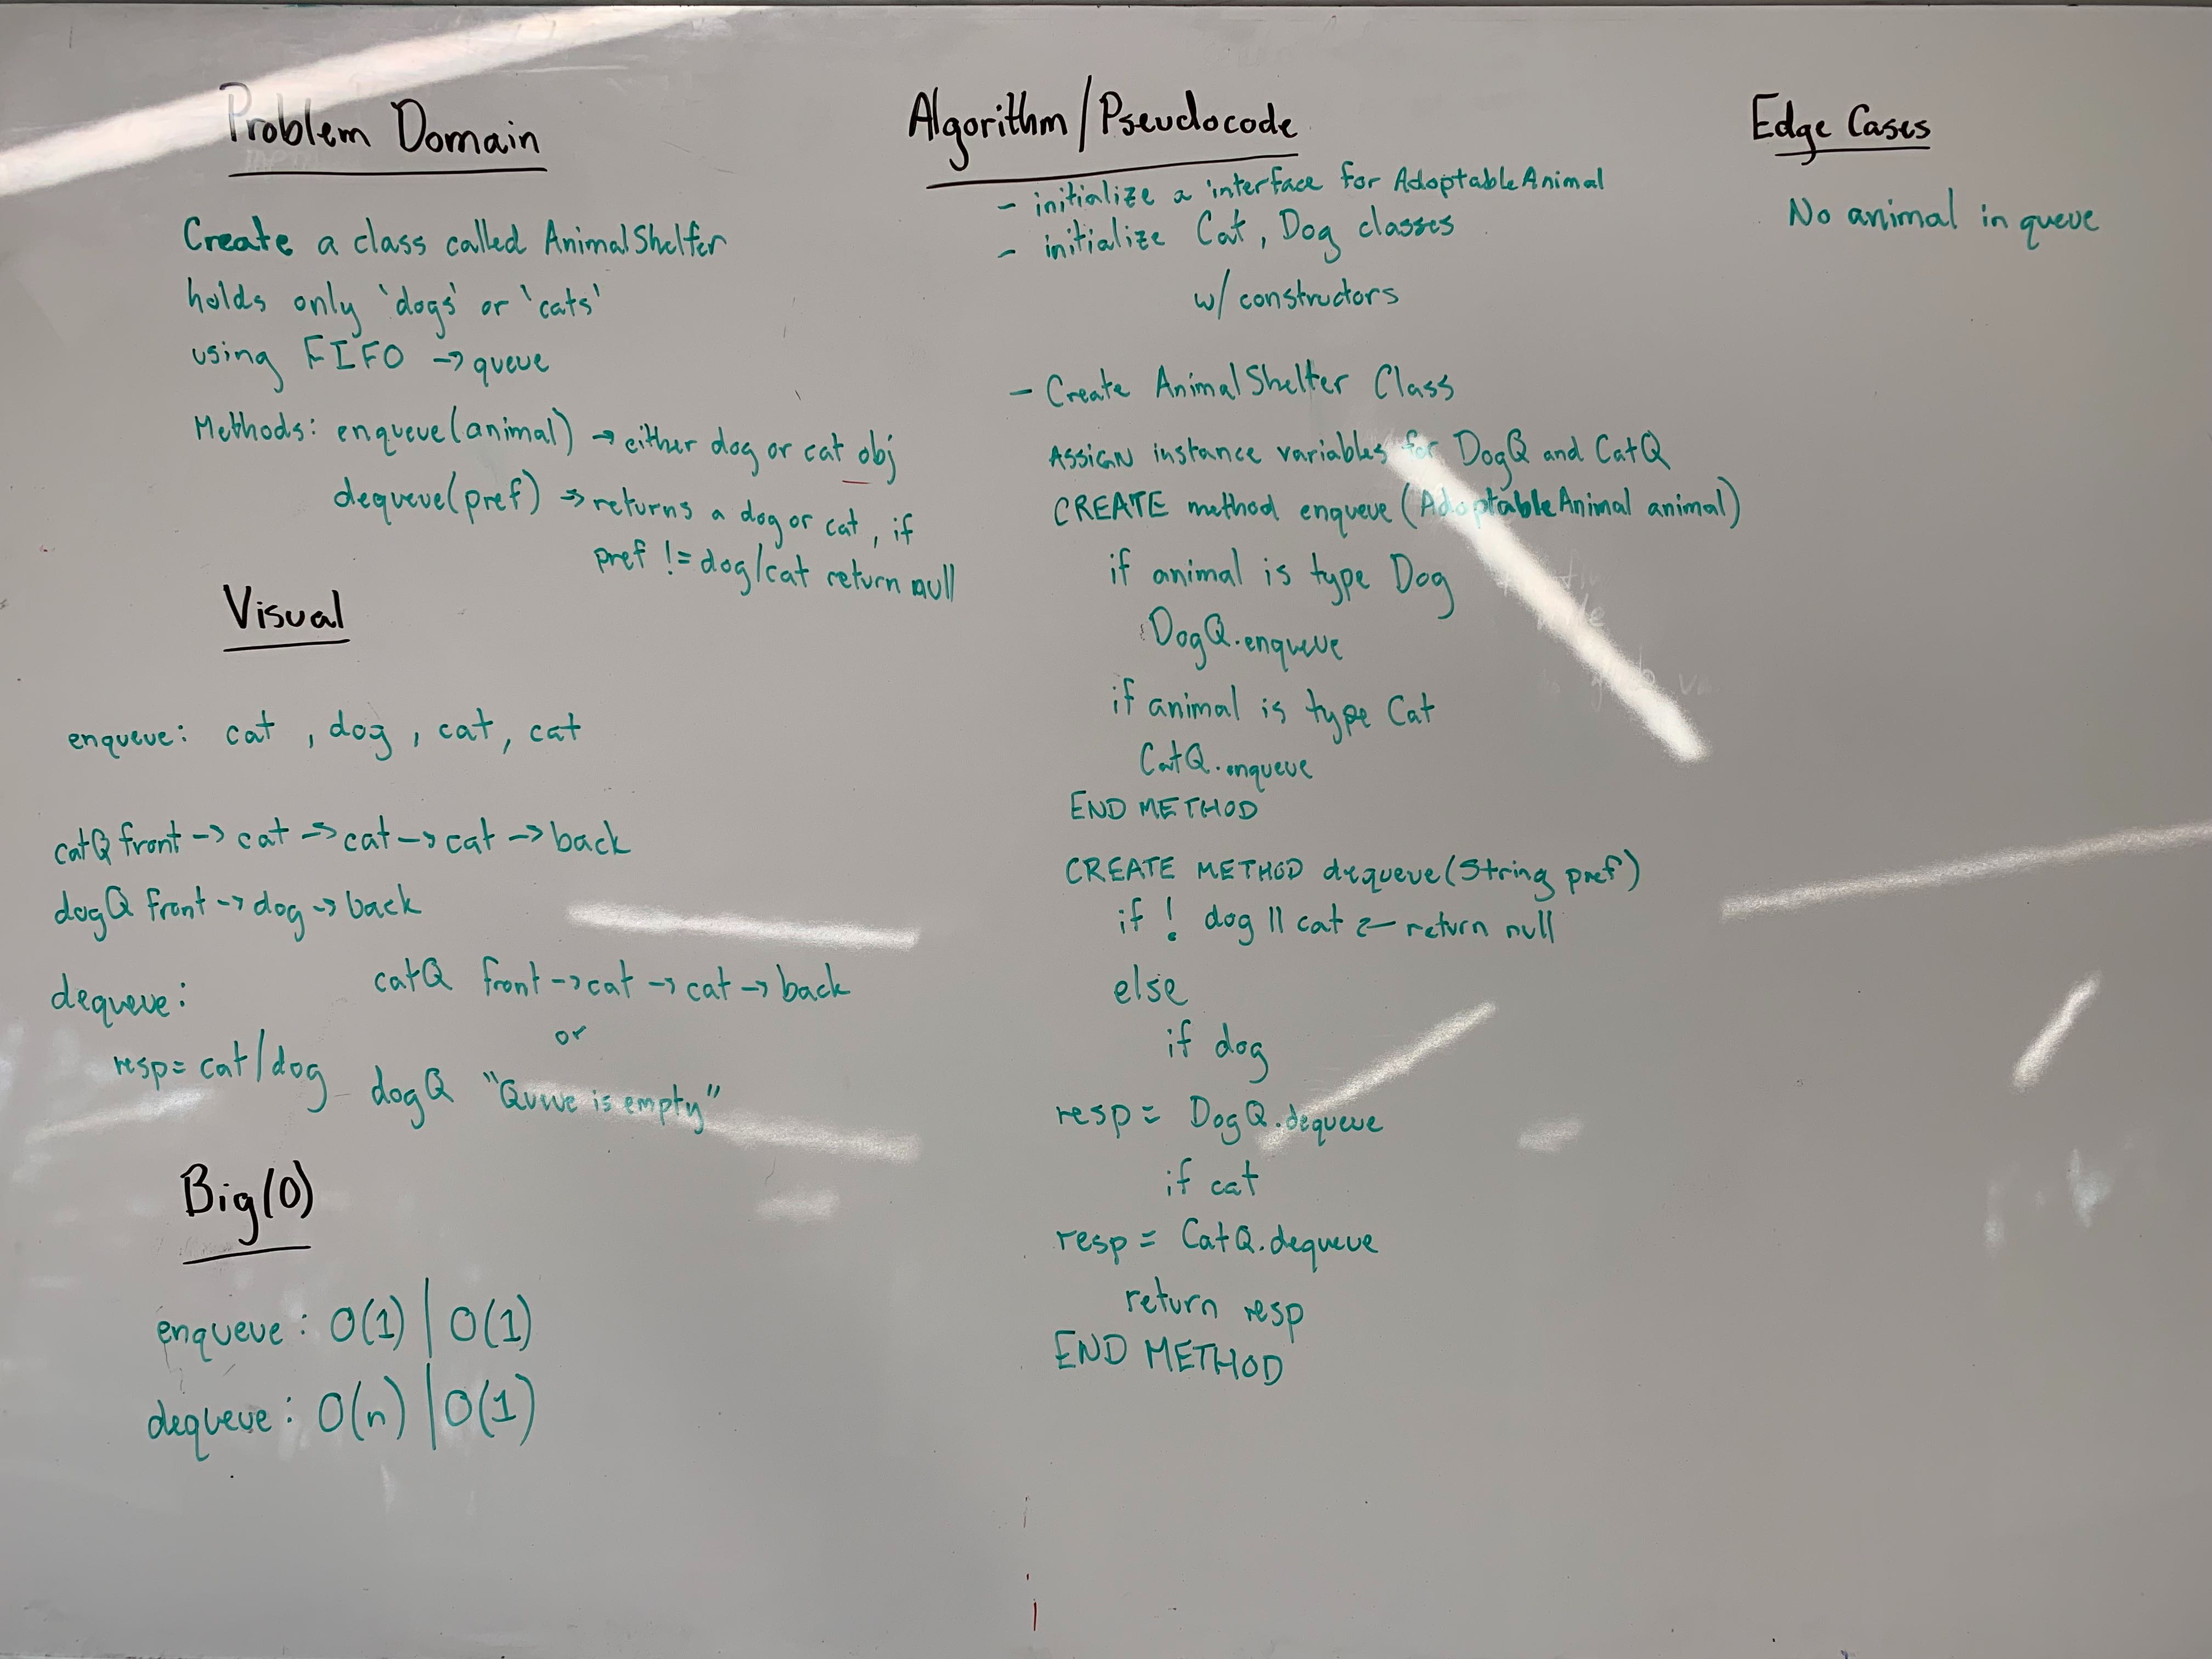 Problem Domain
Create a class called AnimalShelter
holds only 'dogs' or 'cats'
using FIFO → queue
Methods: enqueue(animal) → either dog or cat obj
dequeue(pref) → returns a dog or cat, if
pref != dog/cat return null
Visual
enqueue: cat, dog, cat, cat
catQ front → cat → cat → cat → back
dogQ front → dog → back
dequeue: catQ front → cat → cat → back
or
resp = cat/dog dogQ "Queue is empty"
Big(O)
enqueue: O(1) | O(1)
dequeue: O(n) | O(1)
Algorithm/Pseudocode
- initialize a interface for AdoptableAnimal
- initialize Cat, Dog classes
w/ constructors
- Create AnimalShelter Class
ASSIGN instance variables for DogQ and CatQ
CREATE method enqueue(AdoptableAnimal animal)
if animal is type Dog
DogQ.enqueue
if animal is type Cat
CatQ.enqueue
END METHOD
CREATE METHOD dequeue(String pref)
if ! dog || cat ← return null
else
if dog
resp = DogQ.dequeue
if cat
resp = CatQ.dequeue
return resp
END METHOD
Edge Cases
No animal in queue